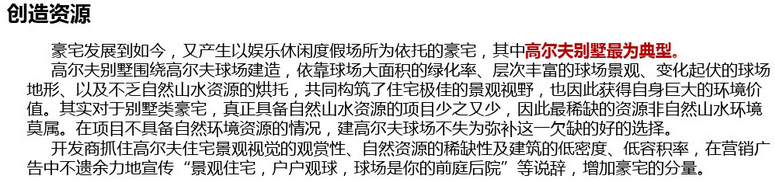 创造资源
豪宅发展到如今，又产生以娱乐休闲度假场所为依托的豪宅，其中高尔夫别墅最为典型。
高尔夫别墅围绕高尔夫球场建造，依靠球场大面积的绿化率、层次丰富的球场景观、变化起伏的球场
地形、以及不乏自然山水资源的烘托，共同构筑了住宅极佳的景观视野，也因此获得自身巨大的环境价
值。其实对于别墅类豪宅，真正具备自然山水资源的项目少之又少，因此最稀缺的资源非自然山水环境
莫属。在项目不具备自然环境资源的情况，建高尔夫球场不失为弥补这一欠缺的好的选择。
开发商抓住高尔夫住宅景观视觉的观赏性、自然资源的稀缺性及建筑的低密度、低容积率，在营销广
告中不遗余力地宣传“景观住宅，户户观球，球场是你的前庭后院”等说辞，增加豪宅的分量。